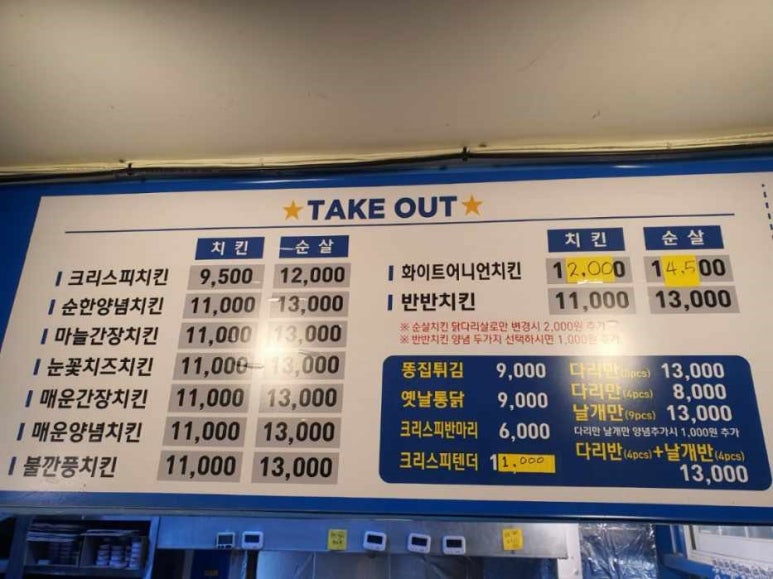 ★TAKE OUT★
치킨 순살
크리스피치킨 9,500 12,000
순한양념치킨 11,000 13,000
마늘간장치킨 11,000 13,000
눈꽃치즈치킨 11,000 13,000
매운간장치킨 11,000 13,000
매운양념치킨 11,000 13,000
불깐풍치킨 11,000 13,000
치킨 순살
화이트어니언치킨 12,000 14,500
반반치킨 11,000 13,000
※ 순살치킨 닭다리살로만 변경시 2,000원 추가
※ 반반치킨 양념 두가지 선택하시면 1,000원 추가
똥집튀김 9,000
옛날통닭 9,000
크리스피반마리 6,000
크리스피텐더 11,000
다리만 13,000
다리만(4pcs) 8,000
날개만(9pcs) 13,000
다리만 날개만 양념추가시 1,000원 추가
다리반(4pcs)+날개반(4pcs)
13,000